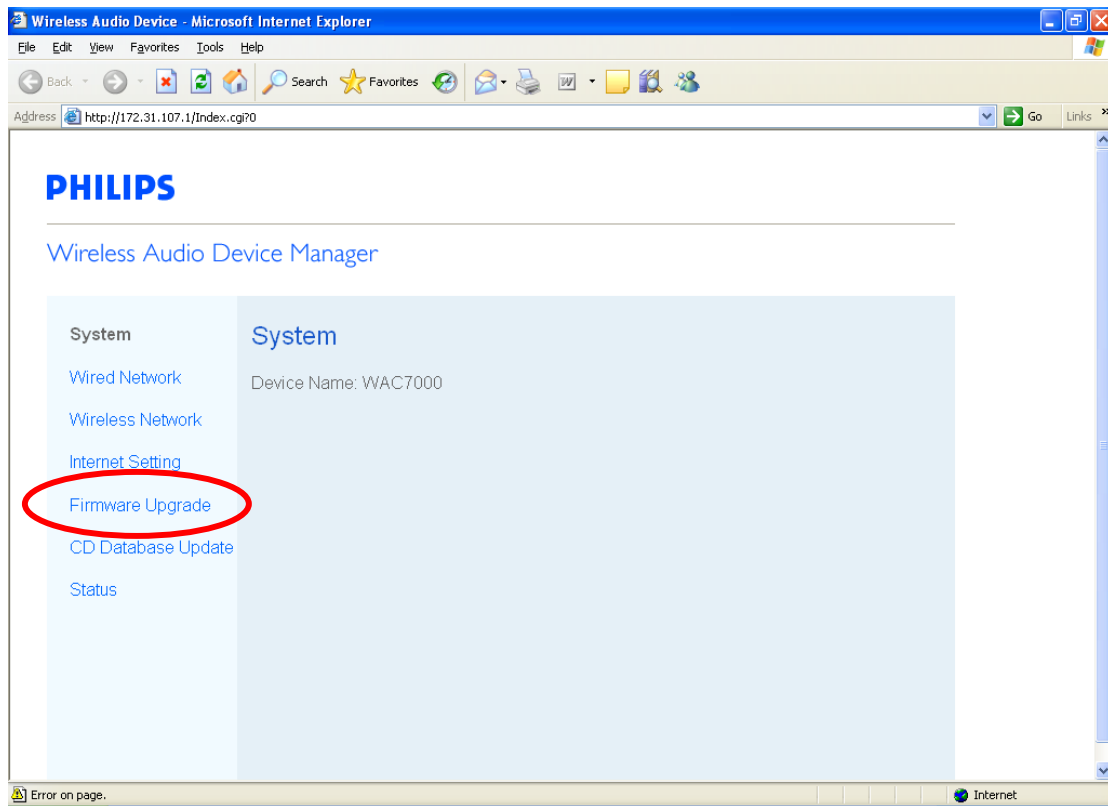 Wireless Audio Device - Microsoft Internet Explorer
File Edit View Favorites Tools Help
Back Search Favorites
Address http://172.31.107.1/Index.cgi?0 Go Links »
PHILIPS
Wireless Audio Device Manager
System
Wired Network
Wireless Network
Internet Setting
Firmware Upgrade
CD Database Update
Status
System
Device Name: WAC7000
Error on page. Internet